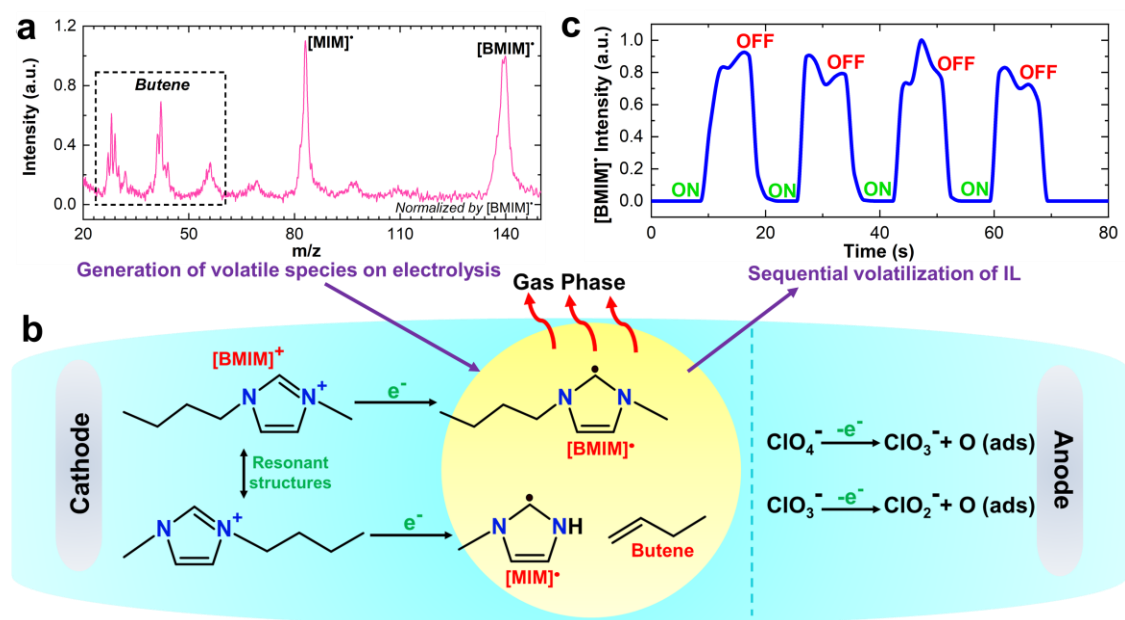 a
Intensity (a.u.)
1.2
0.6
0.0
Butene
[MIM]•
[BMIM]•
Normalized by [BMIM]•
20 50 80 110 140
m/z
c
[BMIM]• Intensity (a.u.)
1.0
0.8
0.6
0.4
0.2
0.0
ON OFF ON OFF ON OFF ON OFF
0 20 40 60 80
Time (s)
Generation of volatile species on electrolysis
Sequential volatilization of IL
Gas Phase
b
Cathode
[BMIM]⁺
N N⁺
e⁻
N N
[BMIM]•
Resonant
structures
N N⁺
e⁻
N NH
[MIM]•
Butene
ClO₄⁻ -e⁻ ClO₃⁻ + O (ads)
ClO₃⁻ -e⁻ ClO₂⁻ + O (ads)
Anode